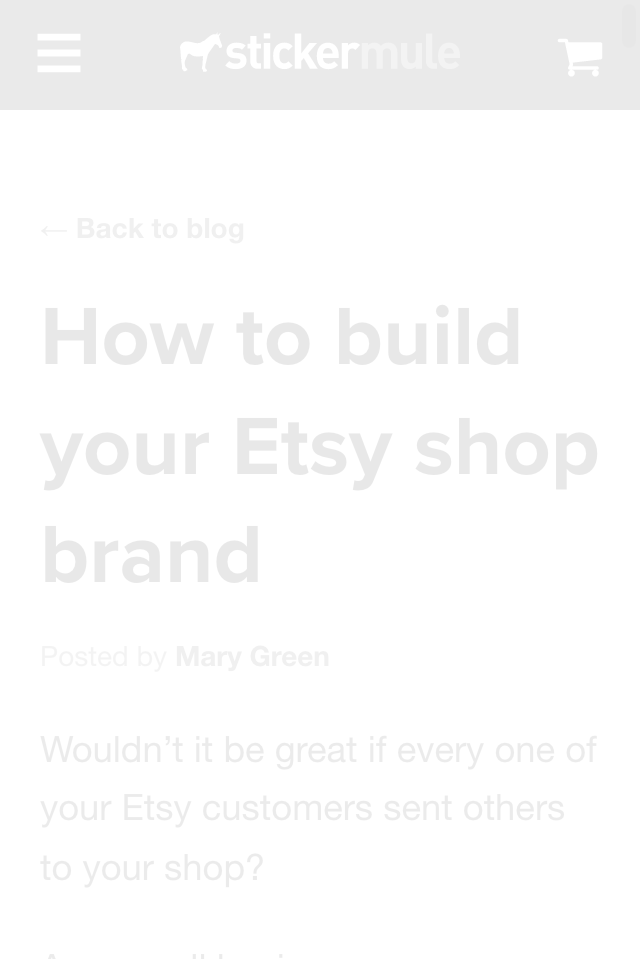 stickermule
← Back to blog
How to build
your Etsy shop
brand
Posted by Mary Green
Wouldn’t it be great if every one of
your Etsy customers sent others
to your shop?